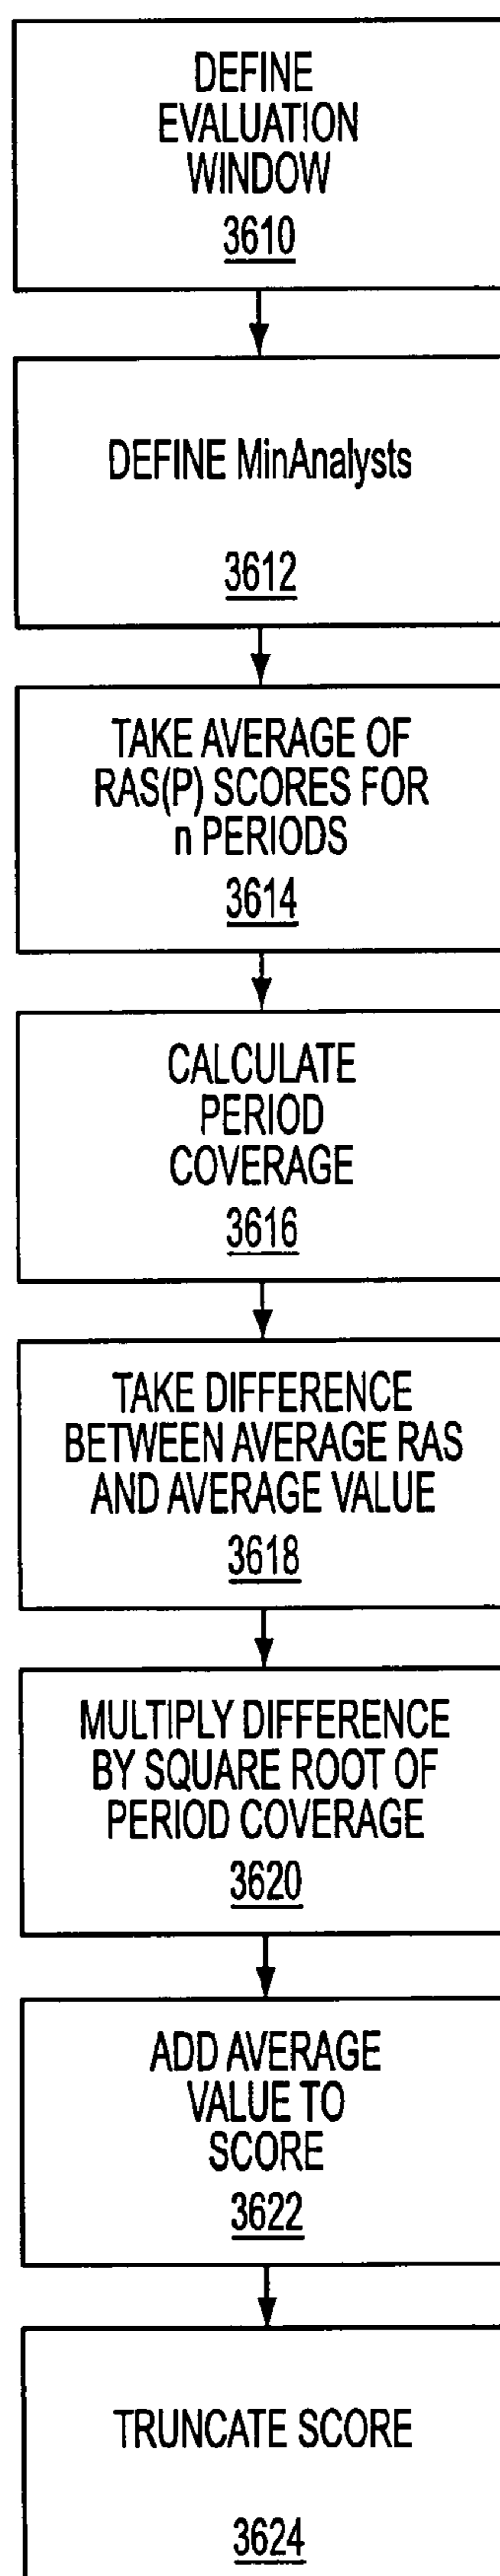 DEFINE
EVALUATION
WINDOW
3610
DEFINE MinAnalysts
3612
TAKE AVERAGE OF
RAS(P) SCORES FOR
n PERIODS
3614
CALCULATE
PERIOD
COVERAGE
3616
TAKE DIFFERENCE
BETWEEN AVERAGE RAS
AND AVERAGE VALUE
3618
MULTIPLY DIFFERENCE
BY SQUARE ROOT OF
PERIOD COVERAGE
3620
ADD AVERAGE
VALUE TO
SCORE
3622
TRUNCATE SCORE
3624